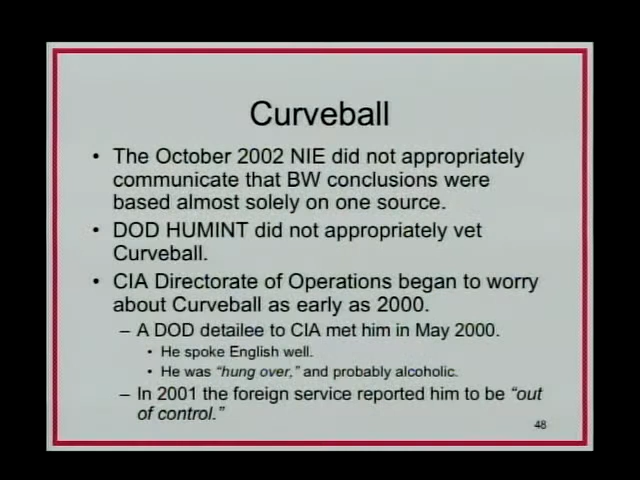 Curveball
• The October 2002 NIE did not appropriately
communicate that BW conclusions were
based almost solely on one source.
• DOD HUMINT did not appropriately vet
Curveball.
• CIA Directorate of Operations began to worry
about Curveball as early as 2000.
– A DOD detailee to CIA met him in May 2000.
• He spoke English well.
• He was “hung over,” and probably alcoholic.
– In 2001 the foreign service reported him to be “out
of control.”
48